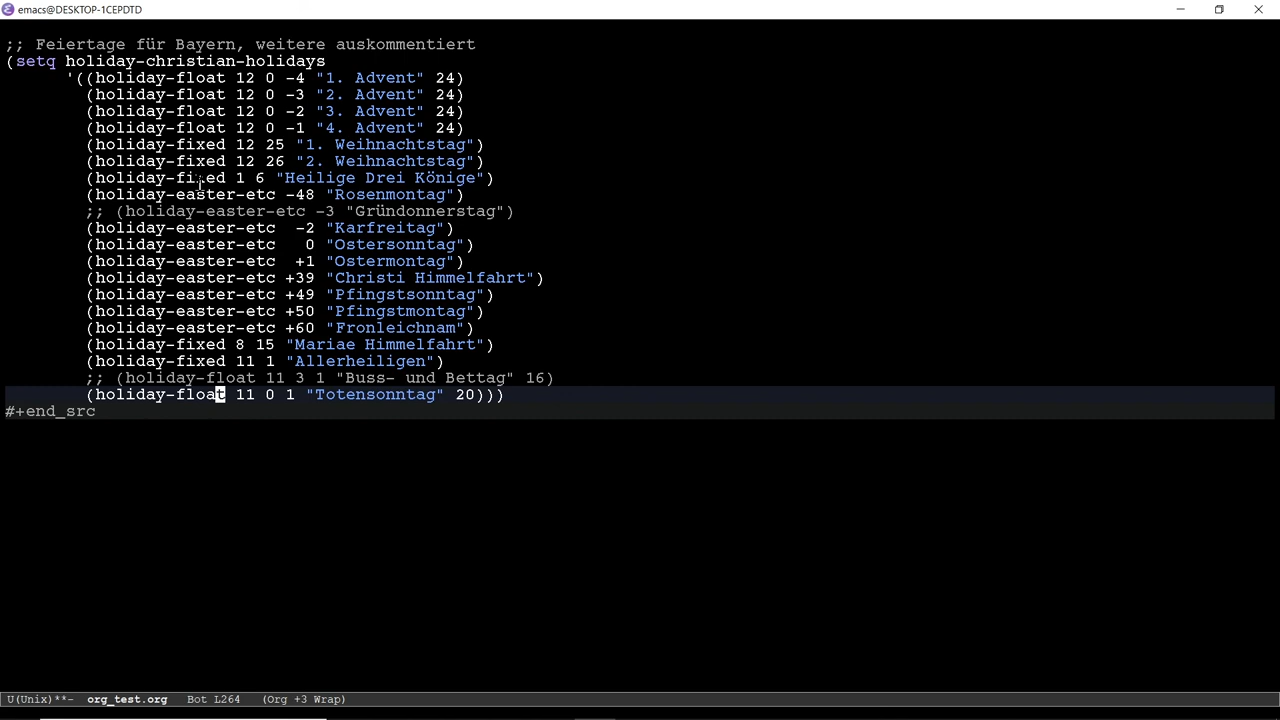 emacs@DESKTOP-1CEPDTD
;; Feiertage für Bayern, weitere auskommentiert
(setq holiday-christian-holidays
      '((holiday-float 12 0 -4 "1. Advent" 24)
        (holiday-float 12 0 -3 "2. Advent" 24)
        (holiday-float 12 0 -2 "3. Advent" 24)
        (holiday-float 12 0 -1 "4. Advent" 24)
        (holiday-fixed 12 25 "1. Weihnachtstag")
        (holiday-fixed 12 26 "2. Weihnachtstag")
        (holiday-fixed 1 6 "Heilige Drei Könige")
        (holiday-easter-etc -48 "Rosenmontag")
        ;; (holiday-easter-etc -3 "Gründonnerstag")
        (holiday-easter-etc  -2 "Karfreitag")
        (holiday-easter-etc   0 "Ostersonntag")
        (holiday-easter-etc  +1 "Ostermontag")
        (holiday-easter-etc +39 "Christi Himmelfahrt")
        (holiday-easter-etc +49 "Pfingstsonntag")
        (holiday-easter-etc +50 "Pfingstmontag")
        (holiday-easter-etc +60 "Fronleichnam")
        (holiday-fixed 8 15 "Mariae Himmelfahrt")
        (holiday-fixed 11 1 "Allerheiligen")
        ;; (holiday-float 11 3 1 "Buss- und Bettag" 16)
        (holiday-float 11 0 1 "Totensonntag" 20)))
#+end_src
U(Unix)**-  org_test.org   Bot L264   (Org +3 Wrap)